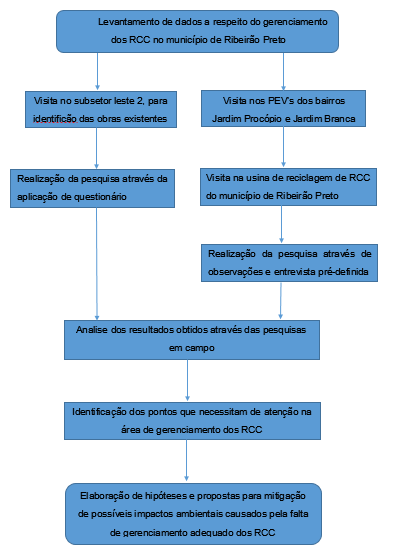 Levantamento de dados a respeito do gerenciamento
dos RCC no município de Ribeirão Preto
Visita no subsetor leste 2, para
identificão das obras existentes
Realização da pesquisa através da
aplicação de questionário
Visita nos PEV's dos bairros
Jardim Procópio e Jardim Branca
Visita na usina de reciclagem de RCC
do município de Ribeirão Preto
Realização da pesquisa através de
observações e entrevista pré-definida
Analise dos resultados obtidos através das pesquisas
em campo
Identificação dos pontos que necessitam de atenção na
área de gerenciamento dos RCC
Elaboração de hipóteses e propostas para mitigação
de possíveis impactos ambientais causados pela falta
de gerenciamento adequado dos RCC